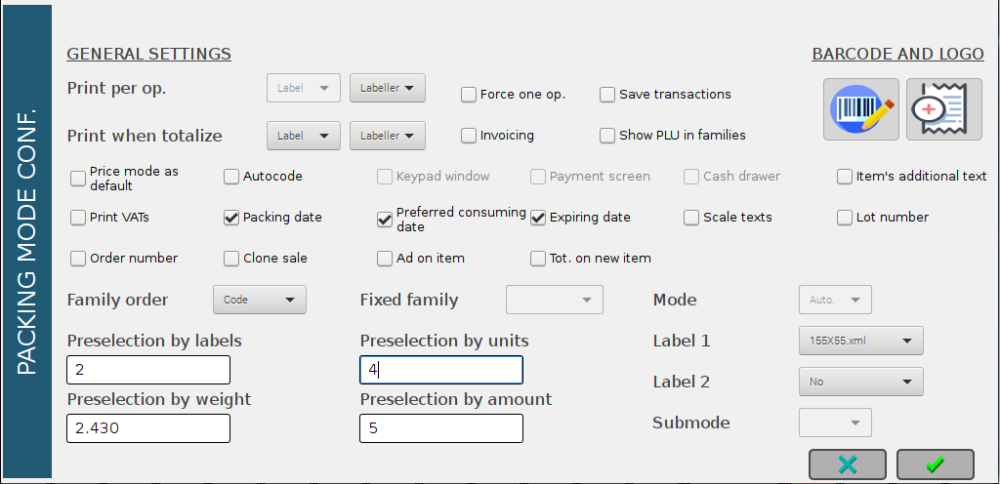 PACKING MODE CONF.
GENERAL SETTINGS
BARCODE AND LOGO
Print per op.
Label
Labeller
Force one op.
Save transactions
Print when totalize
Label
Labeller
Invoicing
Show PLU in families
Price mode as
default
Autocode
Keypad window
Payment screen
Cash drawer
Item's additional text
Print VATs
Packing date
Preferred consuming
date
Expiring date
Scale texts
Lot number
Order number
Clone sale
Ad on item
Tot. on new item
Family order
Code
Fixed family
Mode
Auto.
Preselection by labels
Preselection by units
Label 1
155X55.xml
2
4
Label 2
No
Preselection by weight
Preselection by amount
2.430
5
Submode